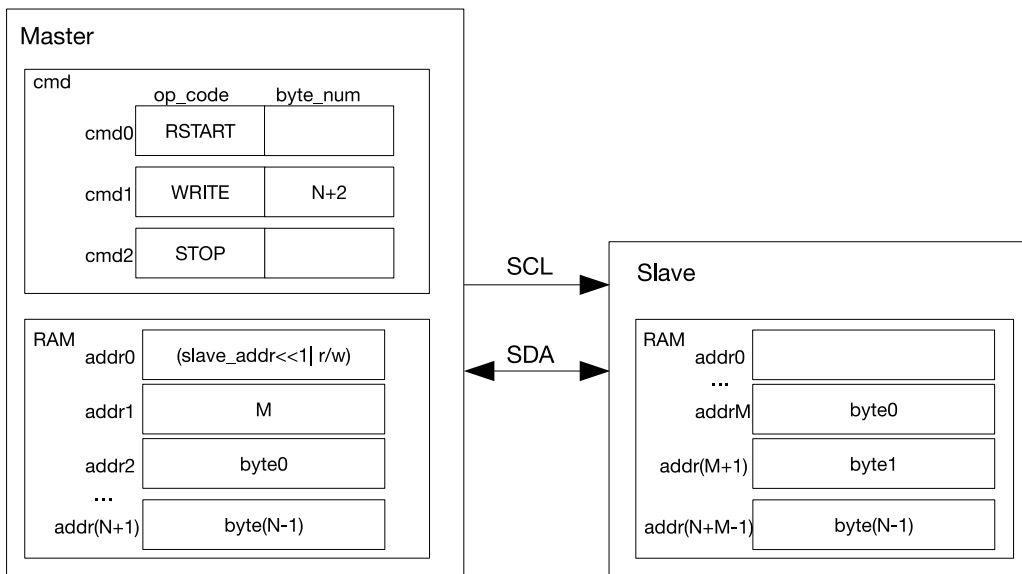 Master
cmd
op_code byte_num
cmd0 RSTART
cmd1 WRITE N+2
cmd2 STOP
RAM
addr0 (slave_addr<<1| r/w)
addr1 M
addr2 byte0
...
addr(N+1) byte(N-1)
SCL
SDA
Slave
RAM
addr0
...
addrM byte0
addr(M+1) byte1
addr(N+M-1) byte(N-1)